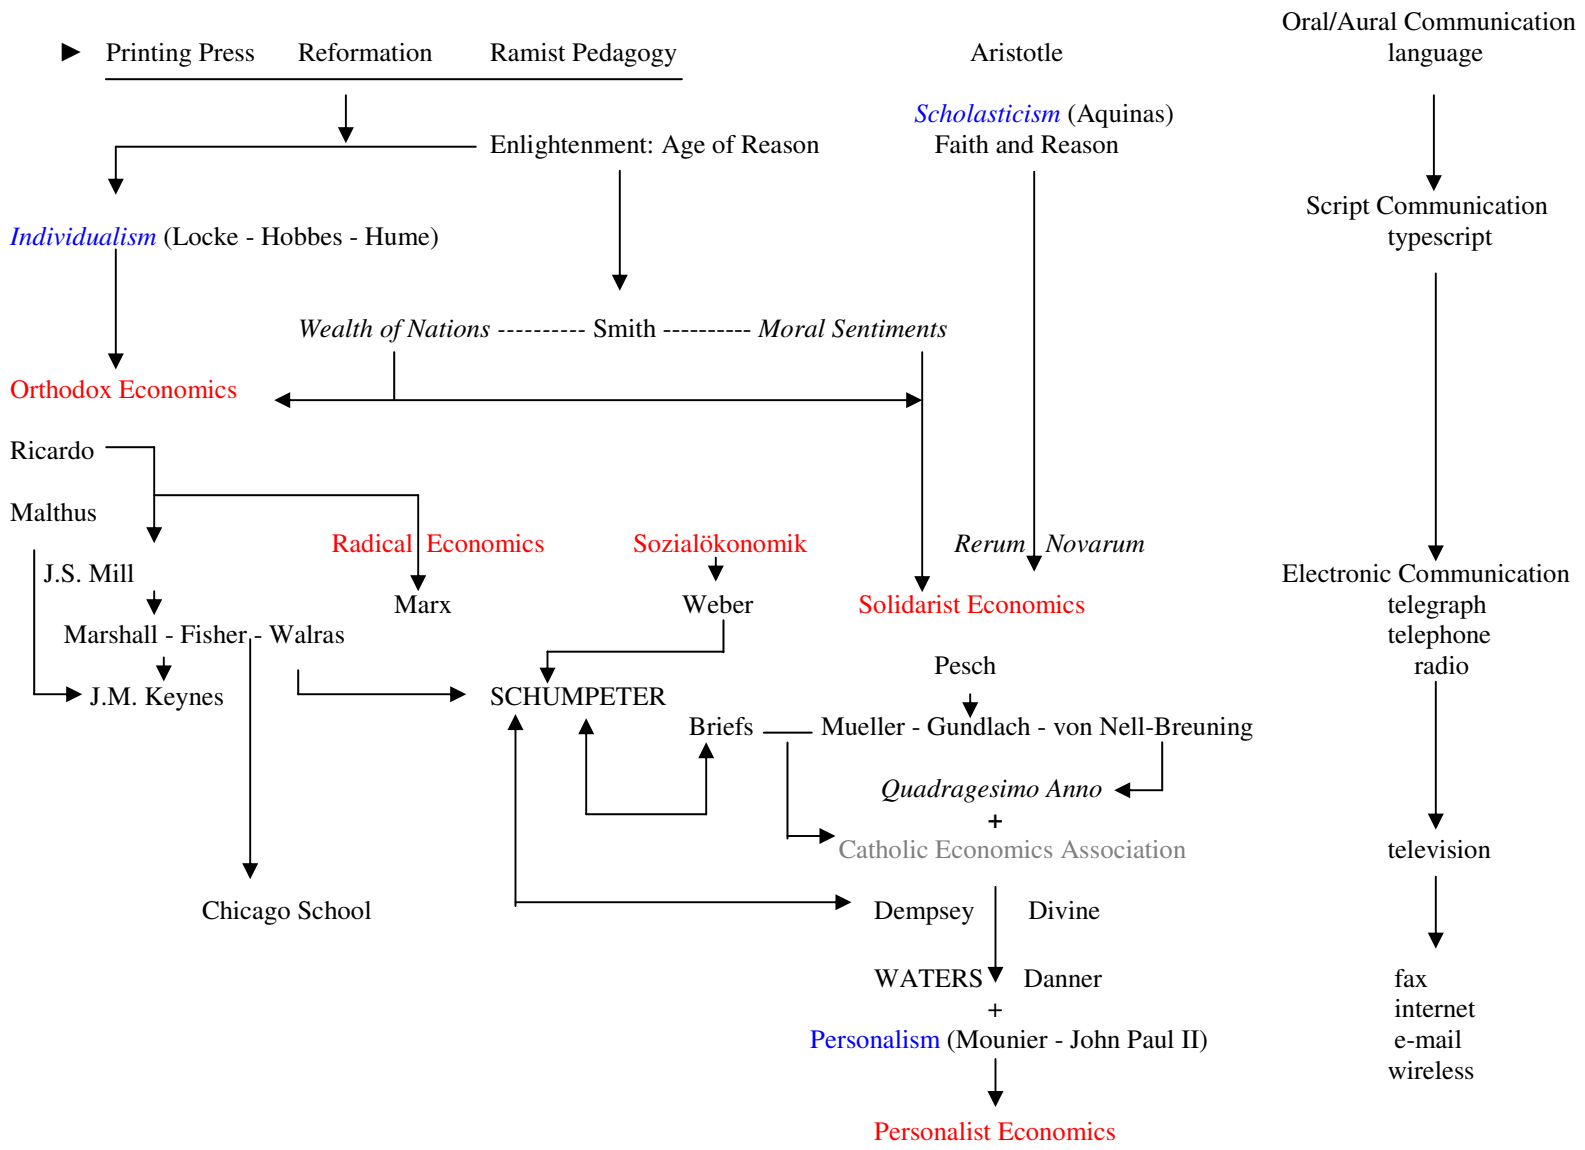 ► Printing Press Reformation Ramist Pedagogy
Aristotle
Oral/Aural Communication
language
Scholasticism (Aquinas)
Enlightenment: Age of Reason
Faith and Reason
Script Communication
typescript
Individualism (Locke - Hobbes - Hume)
Wealth of Nations ---------- Smith ---------- Moral Sentiments
Orthodox Economics
Ricardo
Malthus
Radical Economics
Sozialökonomik
Rerum Novarum
J.S. Mill
Marx
Weber
Solidarist Economics
Electronic Communication
telegraph
telephone
radio
Marshall - Fisher - Walras
Pesch
J.M. Keynes
SCHUMPETER
Briefs
Mueller - Gundlach - von Nell-Breuning
Quadragesimo Anno
+
Catholic Economics Association
television
Chicago School
Dempsey Divine
WATERS Danner
+
Personalism (Mounier - John Paul II)
fax
internet
e-mail
wireless
Personalist Economics